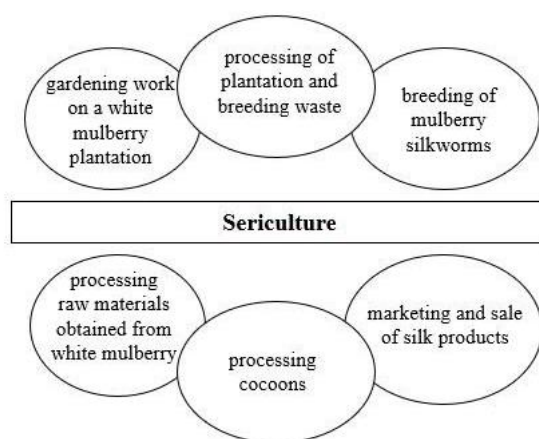 gardening work
on a white
mulberry
plantation
processing of
plantation and
breeding waste
breeding of
mulberry
silkworms
Sericulture
processing
raw materials
obtained from
white mulberry
processing
cocoons
marketing and sale
of silk products